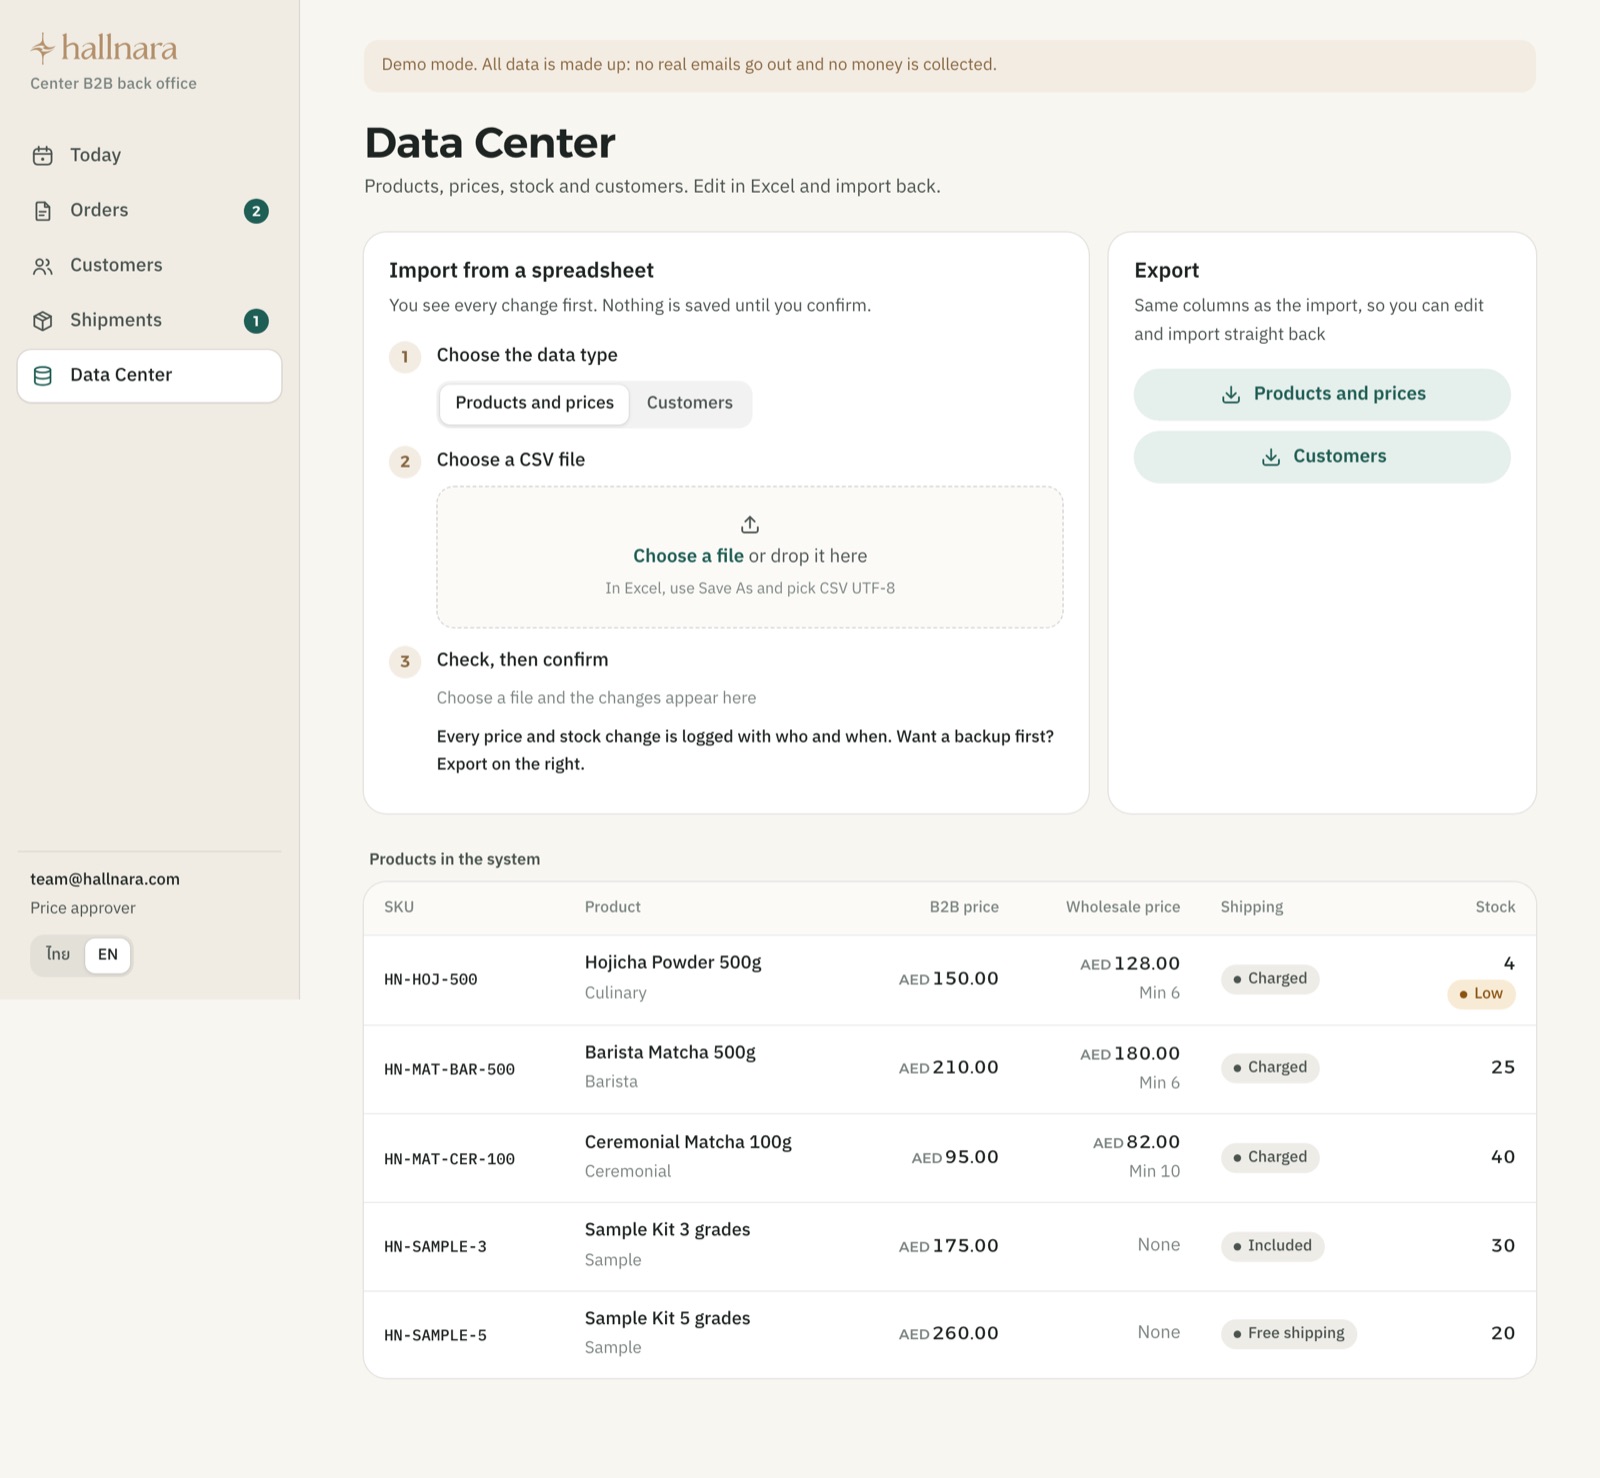 hallnara
Center B2B back office
Today
Orders
2
Customers
Shipments
1
Data Center
team@hallnara.com
Price approver
ไทย
EN
Demo mode. All data is made up: no real emails go out and no money is collected.
Data Center
Products, prices, stock and customers. Edit in Excel and import back.
Import from a spreadsheet
You see every change first. Nothing is saved until you confirm.
1
Choose the data type
Products and prices
Customers
2
Choose a CSV file
Choose a file or drop it here
In Excel, use Save As and pick CSV UTF-8
3
Check, then confirm
Choose a file and the changes appear here
Every price and stock change is logged with who and when. Want a backup first?
Export on the right.
Export
Same columns as the import, so you can edit
and import straight back
Products and prices
Customers
Products in the system
SKU Product B2B price Wholesale price Shipping Stock
HN-HOJ-500
Hojicha Powder 500g
Culinary
AED 150.00
AED 128.00
Min 6
Charged
4
Low
HN-MAT-BAR-500
Barista Matcha 500g
Barista
AED 210.00
AED 180.00
Min 6
Charged
25
HN-MAT-CER-100
Ceremonial Matcha 100g
Ceremonial
AED 95.00
AED 82.00
Min 10
Charged
40
HN-SAMPLE-3
Sample Kit 3 grades
Sample
AED 175.00
None
Included
30
HN-SAMPLE-5
Sample Kit 5 grades
Sample
AED 260.00
None
Free shipping
20